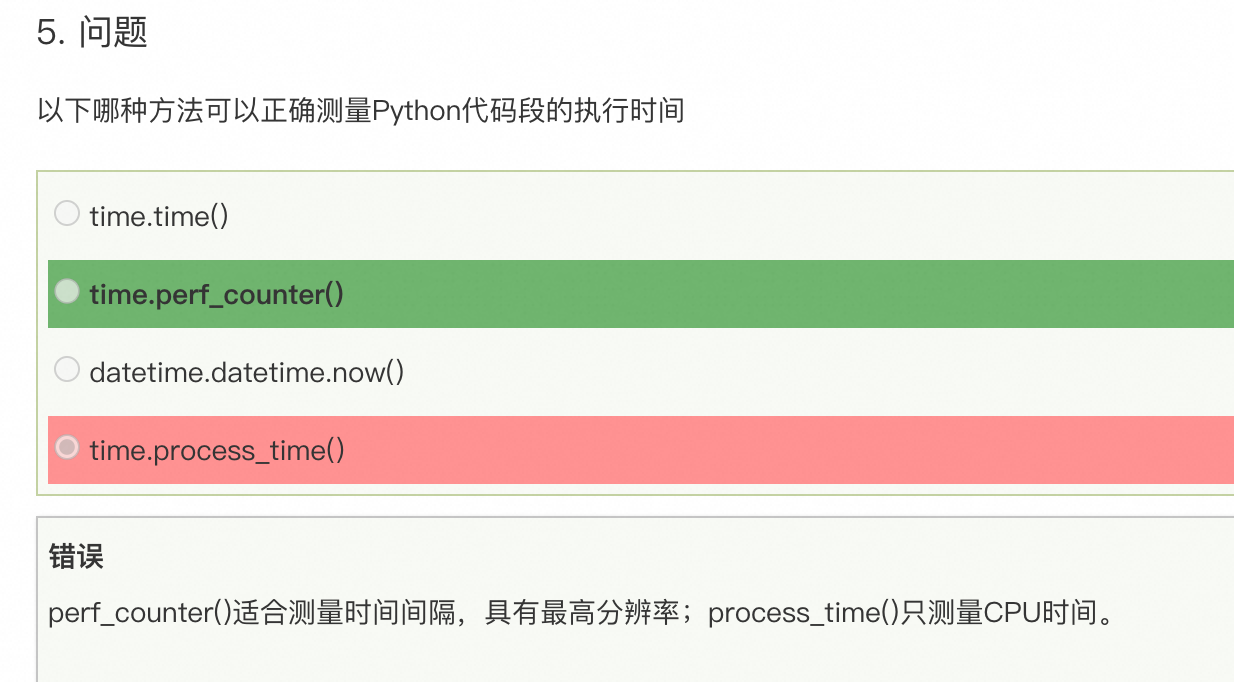 5. 问题
以下哪种方法可以正确测量Python代码段的执行时间
time.time()
time.perf_counter()
datetime.datetime.now()
time.process_time()
错误
perf_counter()适合测量时间间隔，具有最高分辨率；process_time()只测量CPU时间。